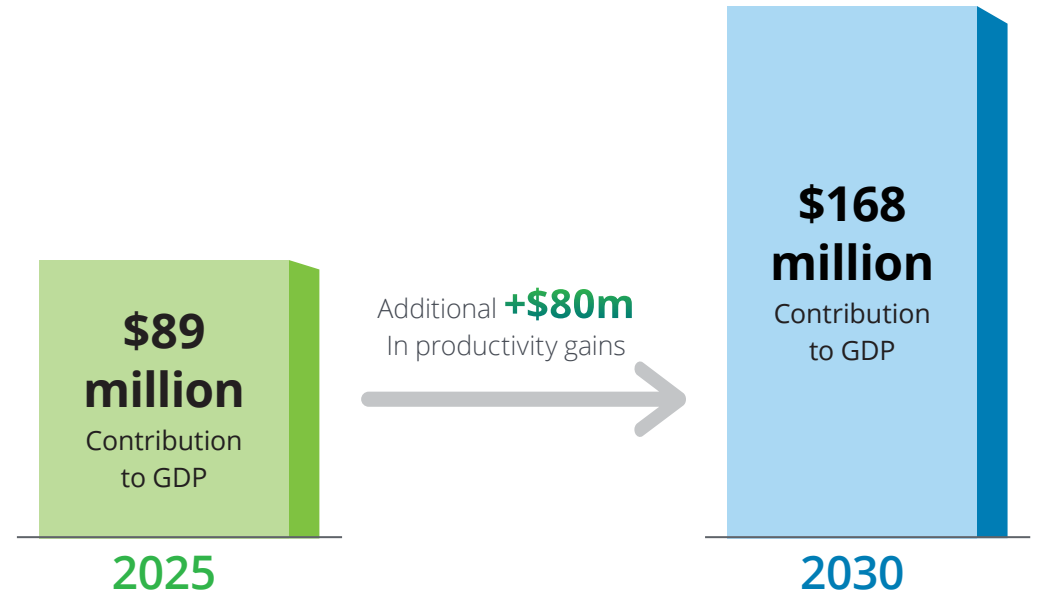 $89
million
Contribution
to GDP
2025
Additional +$80m
In productivity gains
$168
million
Contribution
to GDP
2030